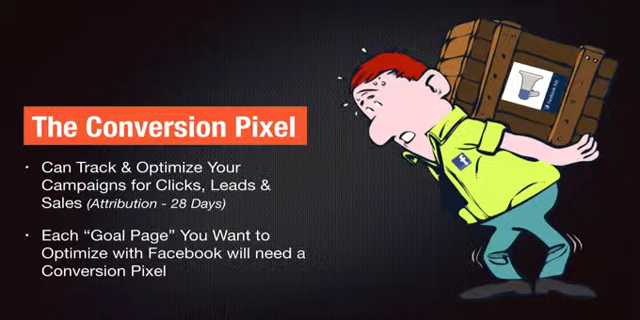 The Conversion Pixel
· Can Track & Optimize Your
Campaigns for Clicks, Leads &
Sales (Attribution - 28 Days)
· Each “Goal Page” You Want to
Optimize with Facebook will need a
Conversion Pixel